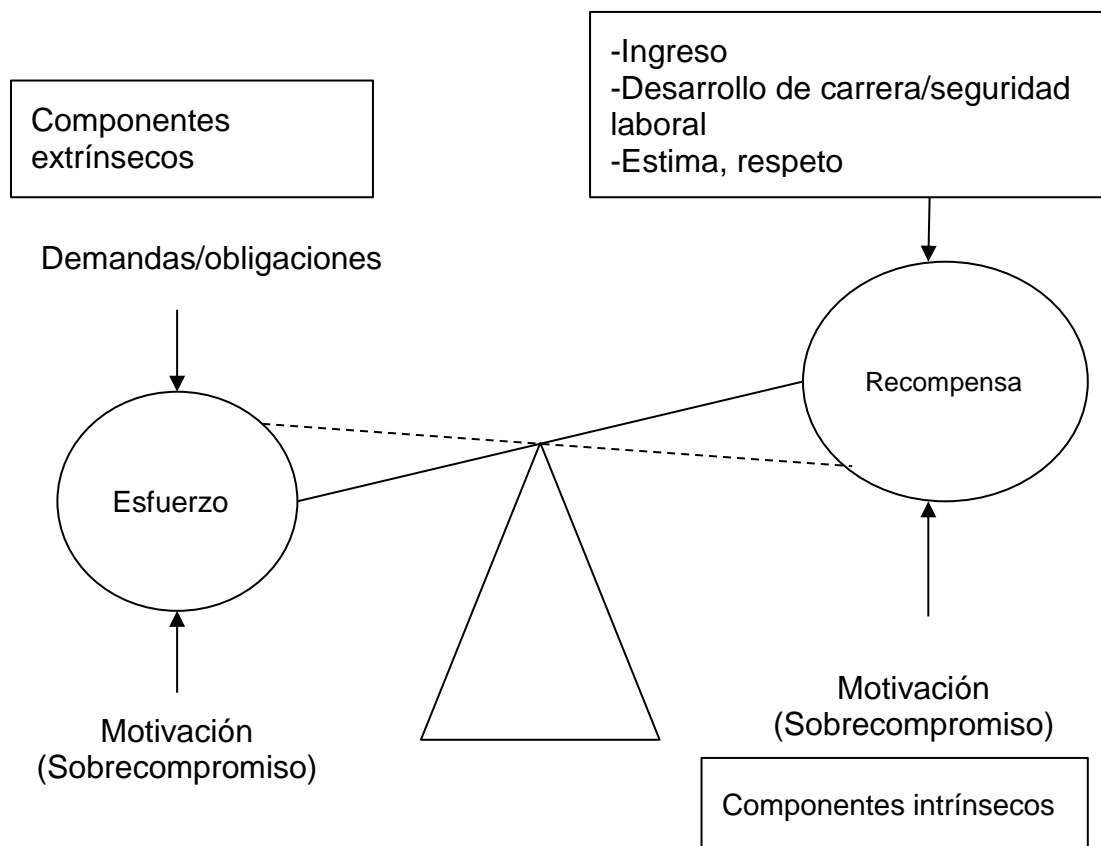 -Ingreso
-Desarrollo de carrera/seguridad
laboral
-Estima, respeto
Componentes
extrínsecos
Demandas/obligaciones
Recompensa
Esfuerzo
Motivación
(Sobrecompromiso)
Motivación
(Sobrecompromiso)
Componentes intrínsecos